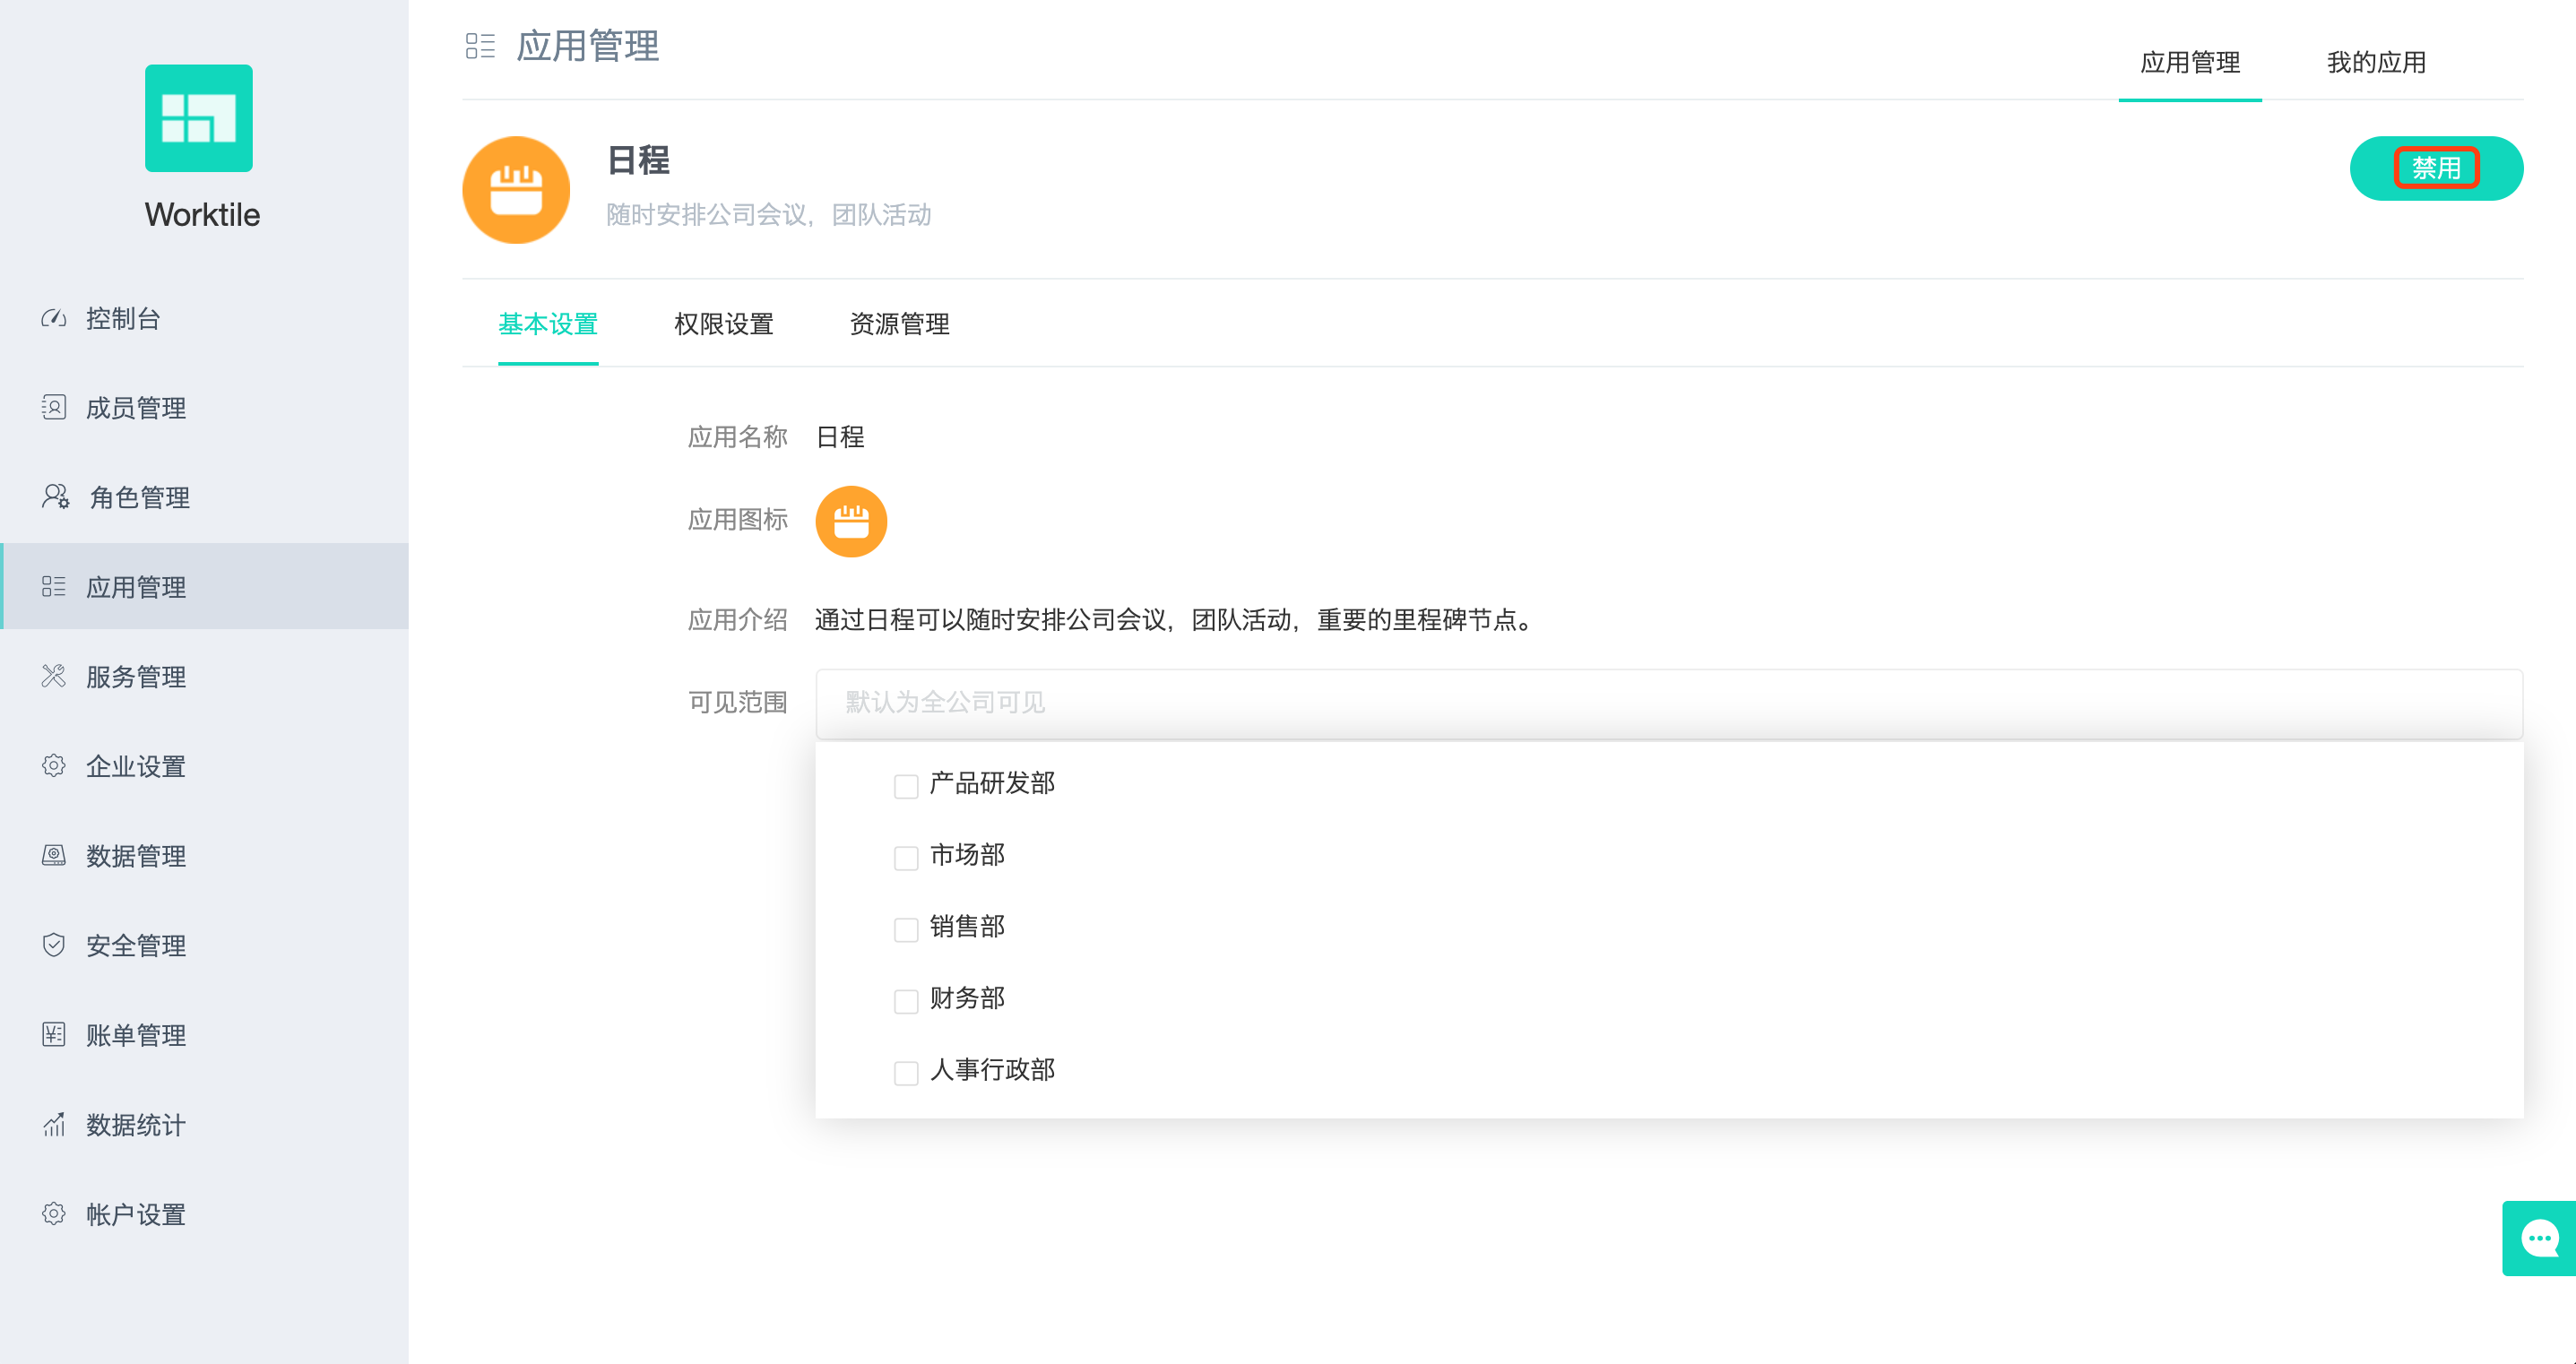 应用管理
应用管理
我的应用
Worktile
日程
随时安排公司会议，团队活动
禁用
控制台
成员管理
角色管理
应用管理
服务管理
企业设置
数据管理
安全管理
账单管理
数据统计
帐户设置
基本设置
权限设置
资源管理
应用名称 日程
应用图标
应用介绍 通过日程可以随时安排公司会议，团队活动，重要的里程碑节点。
可见范围 默认为全公司可见
产品研发部
市场部
销售部
财务部
人事行政部